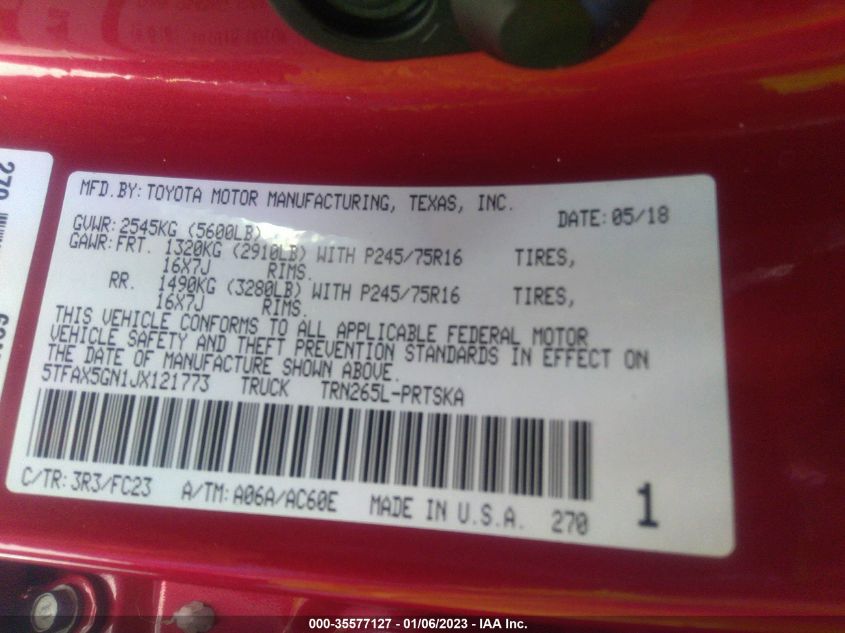 MFD.BY: TOYOTA MOTOR MANUFACTURING, TEXAS, INC.
DATE: 05/18
GVWR: 2545KG (5600LB)
GAWR: FRT. 1320KG (2910LB) WITH P245/75R16 TIRES,
16X7J RIMS.
RR. 1490KG (3280LB) WITH P245/75R16 TIRES,
16X7J RIMS.
THIS VEHICLE CONFORMS TO ALL APPLICABLE FEDERAL MOTOR
VEHICLE SAFETY AND THEFT PREVENTION STANDARDS IN EFFECT ON
THE DATE OF MANUFACTURE SHOWN ABOVE.
5TFAX5GN1JX121773 TRUCK TRN265L-PRTSKA
C/TR: 3R3/FC23 A/TM: A06A/AC60E MADE IN U.S.A. 270 1
270
000-35577127 - 01/06/2023 - IAA Inc.